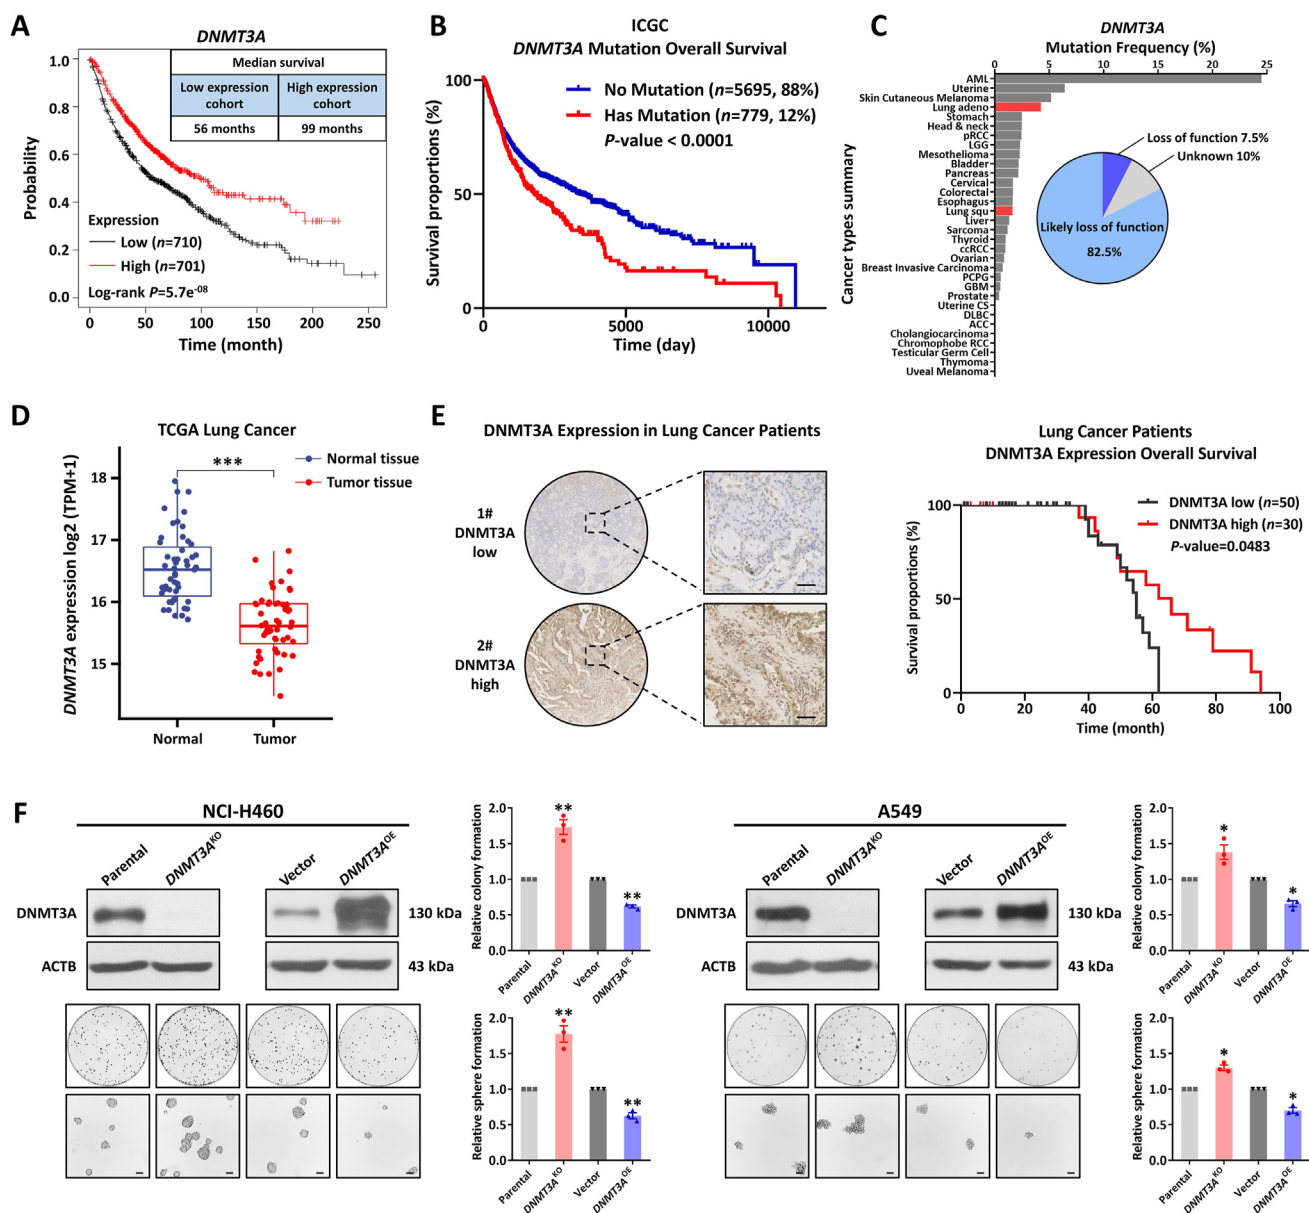 A
DNMT3A
Median survival
Low expression cohort
High expression cohort
56 months
99 months
Probability
1.0
0.8
0.6
0.4
0.2
0.0
Expression
Low (n=710)
High (n=701)
Log-rank P=5.7e-08
0 50 100 150 200 250
Time (month)
B
ICGC
DNMT3A Mutation Overall Survival
No Mutation (n=5695, 88%)
Has Mutation (n=779, 12%)
P-value < 0.0001
Survival proportions (%)
100
50
0
0 5000 10000
Time (day)
C
DNMT3A
Mutation Frequency (%)
0 5 10 15 20 25
Cancer types summary
AML
Uterine
Skin Cutaneous Melanoma
Lung adeno
Stomach
Head & neck
pRCC
LGG
Mesothelioma
Bladder
Pancreas
Cervical
Colorectal
Esophagus
Lung squ
Liver
Sarcoma
Thyroid
ccRCC
Ovarian
Breast Invasive Carcinoma
PCPG
GBM
Prostate
Uterine CS
DLBC
ACC
Cholangiocarcinoma
Chromophobe RCC
Testicular Germ Cell
Thymoma
Uveal Melanoma
Loss of function 7.5%
Unknown 10%
Likely loss of function
82.5%
D
TCGA Lung Cancer
Normal tissue
Tumor tissue
***
DNMT3A expression log2 (TPM+1)
18
17
16
15
Normal Tumor
E
DNMT3A Expression in Lung Cancer Patients
1#
DNMT3A
low
2#
DNMT3A
high
Lung Cancer Patients
DNMT3A Expression Overall Survival
DNMT3A low (n=50)
DNMT3A high (n=30)
P-value=0.0483
Survival proportions (%)
100
50
0
0 20 40 60 80 100
Time (month)
F
NCI-H460
Parental DNMT3AKO Vector DNMT3AOE
DNMT3A
130 kDa
ACTB
43 kDa
Relative colony formation
2.0
1.5
1.0
0.5
0.0
**
**
Parental DNMT3AKO Vector DNMT3AOE
Relative sphere formation
2.0
1.5
1.0
0.5
0.0
**
**
Parental DNMT3AKO Vector DNMT3AOE
A549
Parental DNMT3AKO Vector DNMT3AOE
DNMT3A
130 kDa
ACTB
43 kDa
Relative colony formation
2.0
1.5
1.0
0.5
0.0
*
*
Parental DNMT3AKO Vector DNMT3AOE
Relative sphere formation
2.0
1.5
1.0
0.5
0.0
*
*
Parental DNMT3AKO Vector DNMT3AOE